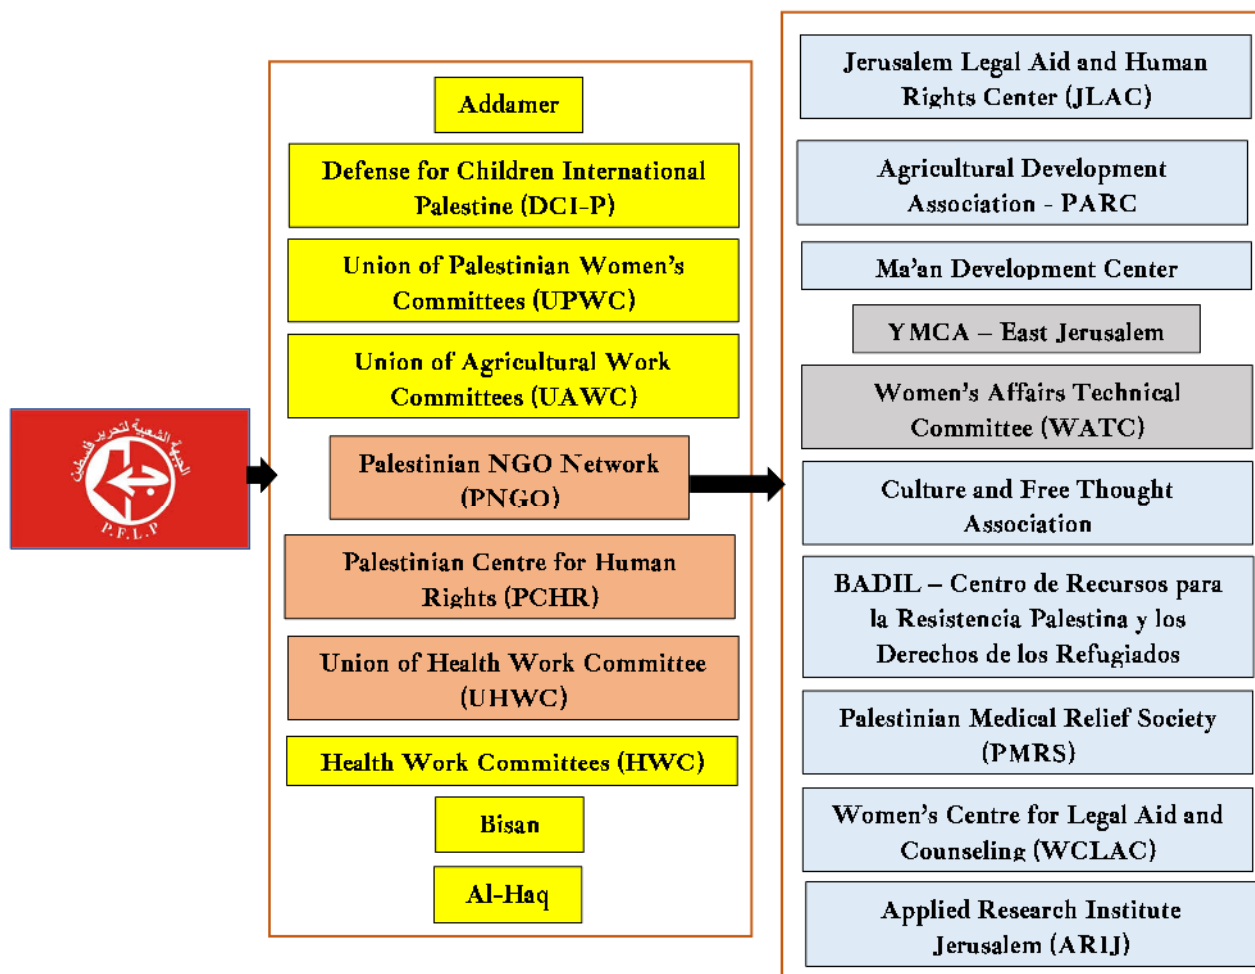 الجبهة الشعبية لتحرير فلسطين
P.F.L.P
Addamer
Defense for Children International
Palestine (DCI-P)
Union of Palestinian Women's
Committees (UPWC)
Union of Agricultural Work
Committees (UAWC)
Palestinian NGO Network
(PNGO)
Palestinian Centre for Human
Rights (PCHR)
Union of Health Work Committee
(UHWC)
Health Work Committees (HWC)
Bisan
Al-Haq
Jerusalem Legal Aid and Human
Rights Center (JLAC)
Agricultural Development
Association - PARC
Ma'an Development Center
YMCA – East Jerusalem
Women's Affairs Technical
Committee (WATC)
Culture and Free Thought
Association
BADIL – Centro de Recursos para
la Resistencia Palestina y los
Derechos de los Refugiados
Palestinian Medical Relief Society
(PMRS)
Women's Centre for Legal Aid and
Counseling (WCLAC)
Applied Research Institute
Jerusalem (ARIJ)